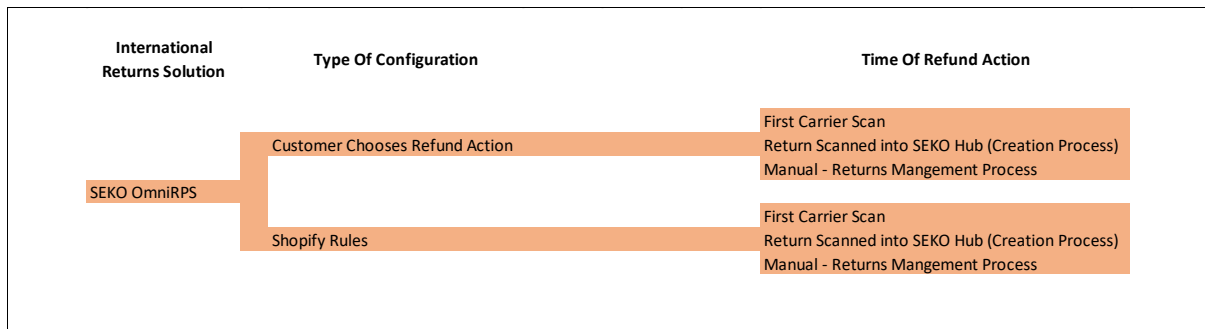 International
Returns Solution
Type Of Configuration
Time Of Refund Action
First Carrier Scan
Customer Chooses Refund Action
Return Scanned into SEKO Hub (Creation Process)
Manual - Returns Mangement Process
SEKO OmniRPS
First Carrier Scan
Shopify Rules
Return Scanned into SEKO Hub (Creation Process)
Manual - Returns Mangement Process